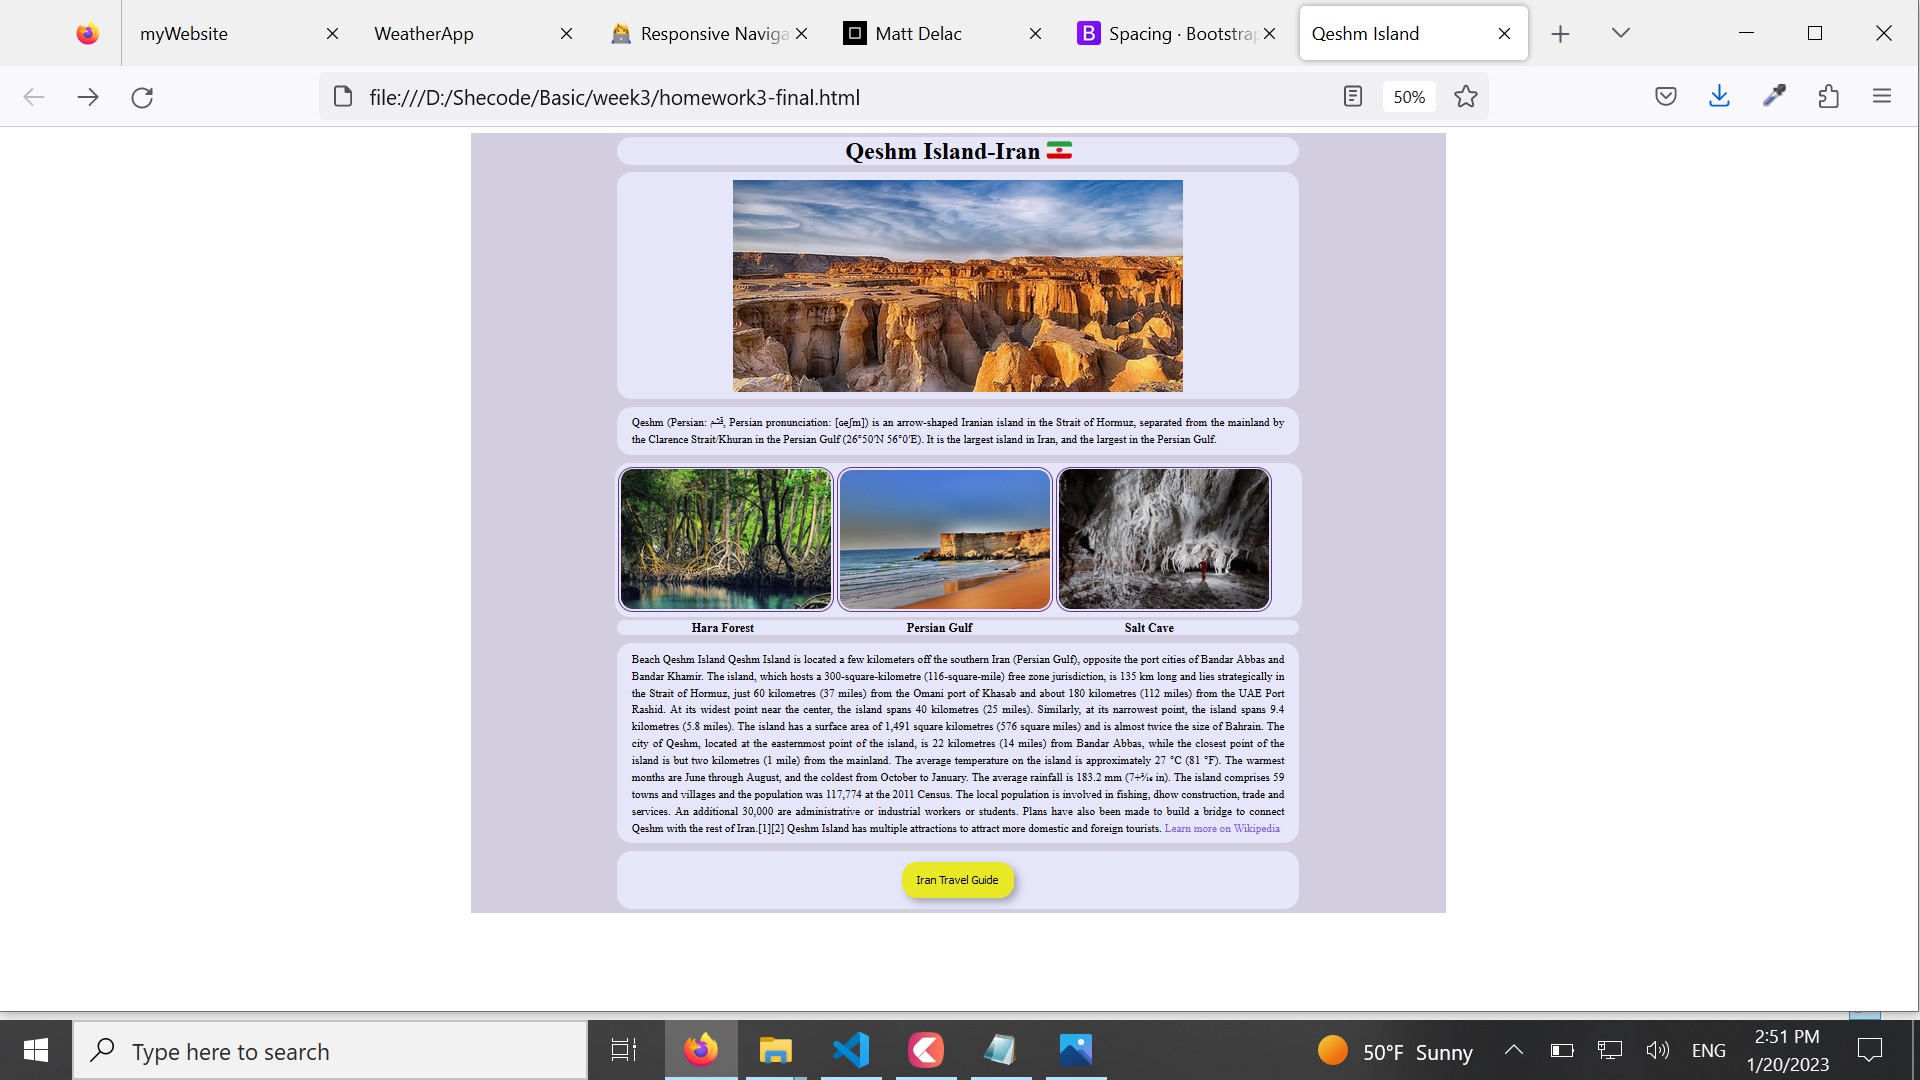 myWebsite
WeatherApp
Responsive Naviga
Matt Delac
Spacing · Bootstrap
Qeshm Island
file:///D:/Shecode/Basic/week3/homework3-final.html
50%
Qeshm Island-Iran
Qeshm (Persian: قشم, Persian pronunciation: [ɢeʃm]) is an arrow-shaped Iranian island in the Strait of Hormuz, separated from the mainland by
the Clarence Strait/Khuran in the Persian Gulf (26°50′N 56°0′E). It is the largest island in Iran, and the largest in the Persian Gulf.
Hara Forest
Persian Gulf
Salt Cave
Beach Qeshm Island Qeshm Island is located a few kilometers off the southern Iran (Persian Gulf), opposite the port cities of Bandar Abbas and
Bandar Khamir. The island, which hosts a 300-square-kilometre (116-square-mile) free zone jurisdiction, is 135 km long and lies strategically in
the Strait of Hormuz, just 60 kilometres (37 miles) from the Omani port of Khasab and about 180 kilometres (112 miles) from the UAE Port
Rashid. At its widest point near the center, the island spans 40 kilometres (25 miles). Similarly, at its narrowest point, the island spans 9.4
kilometres (5.8 miles). The island has a surface area of 1,491 square kilometres (576 square miles) and is almost twice the size of Bahrain. The
city of Qeshm, located at the easternmost point of the island, is 22 kilometres (14 miles) from Bandar Abbas, while the closest point of the
island is but two kilometres (1 mile) from the mainland. The average temperature on the island is approximately 27 °C (81 °F). The warmest
months are June through August, and the coldest from October to January. The average rainfall is 183.2 mm (7+3⁄16 in). The island comprises 59
towns and villages and the population was 117,774 at the 2011 Census. The local population is involved in fishing, dhow construction, trade and
services. An additional 30,000 are administrative or industrial workers or students. Plans have also been made to build a bridge to connect
Qeshm with the rest of Iran.[1][2] Qeshm Island has multiple attractions to attract more domestic and foreign tourists. Learn more on Wikipedia
Iran Travel Guide
Type here to search
50°F Sunny
ENG
2:51 PM
1/20/2023